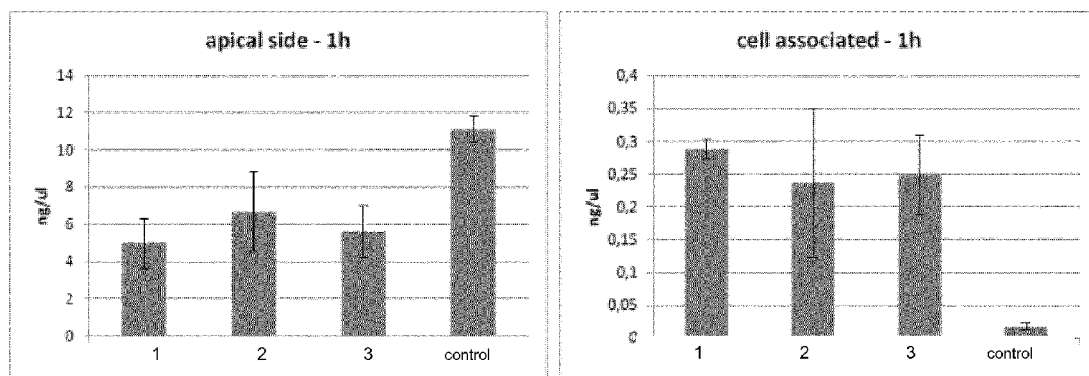 apical side - 1h
14
12
10
8
6
4
2
0
ng/ul
1 2 3 control
cell associated - 1h
0,4
0,35
0,3
0,25
0,2
0,15
0,1
0,05
0
ng/ul
1 2 3 control